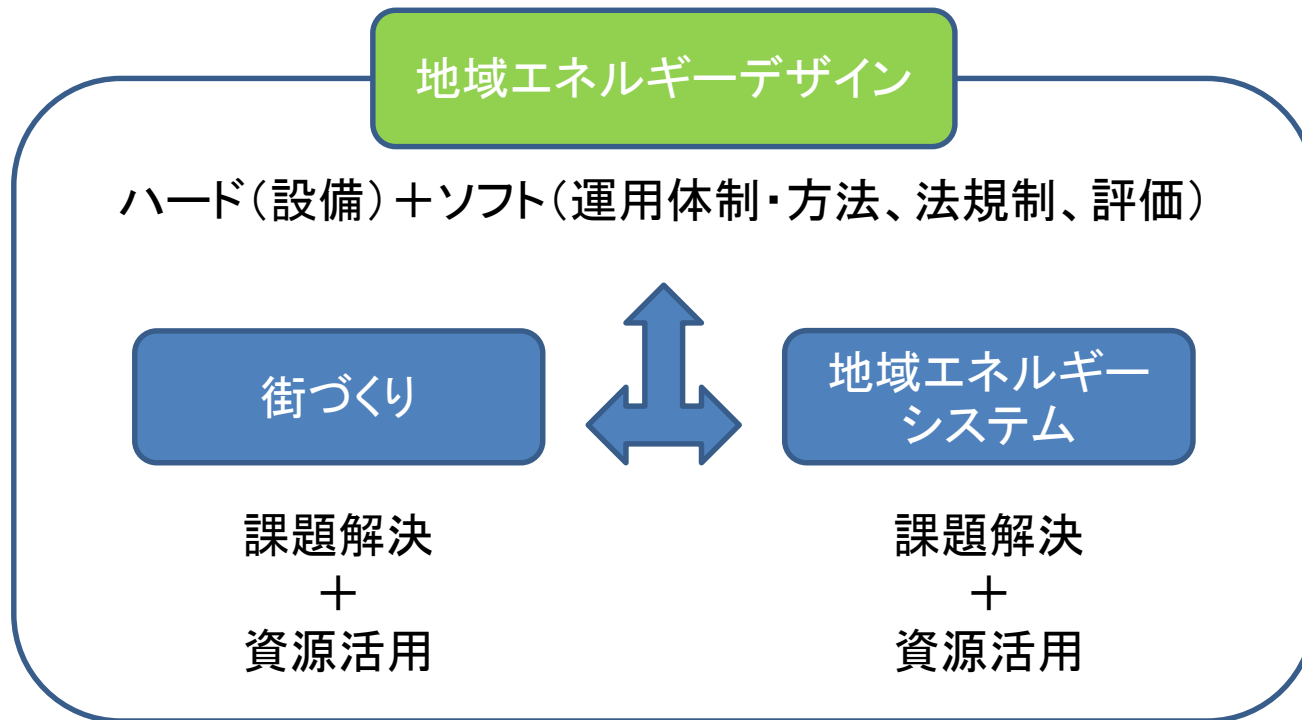 地域エネルギーデザイン
ハード（設備）＋ソフト（運用体制・方法、法規制、評価）
街づくり
地域エネルギー
システム
課題解決
＋
資源活用
課題解決
＋
資源活用